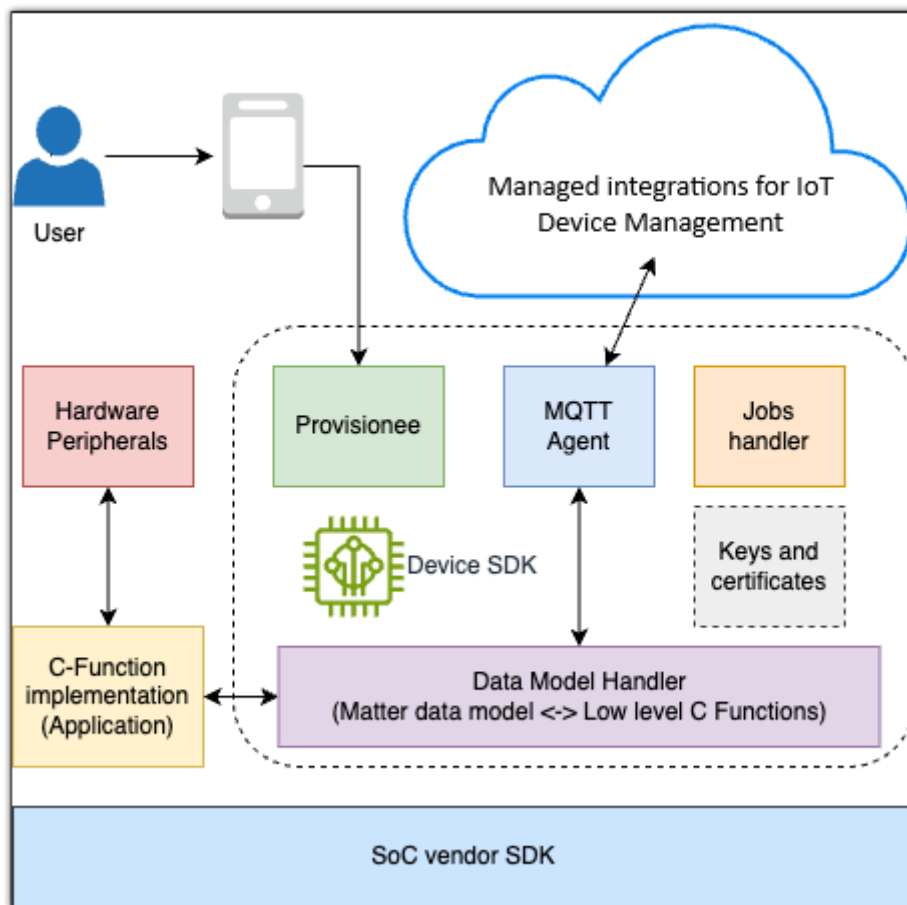 Managed integrations for IoT
Device Management
User
Hardware
Peripherals
Provisionee
MQTT
Agent
Jobs
handler
Device SDK
Keys and
certificates
C-Function
implementation
(Application)
Data Model Handler
(Matter data model <-> Low level C Functions)
SoC vendor SDK